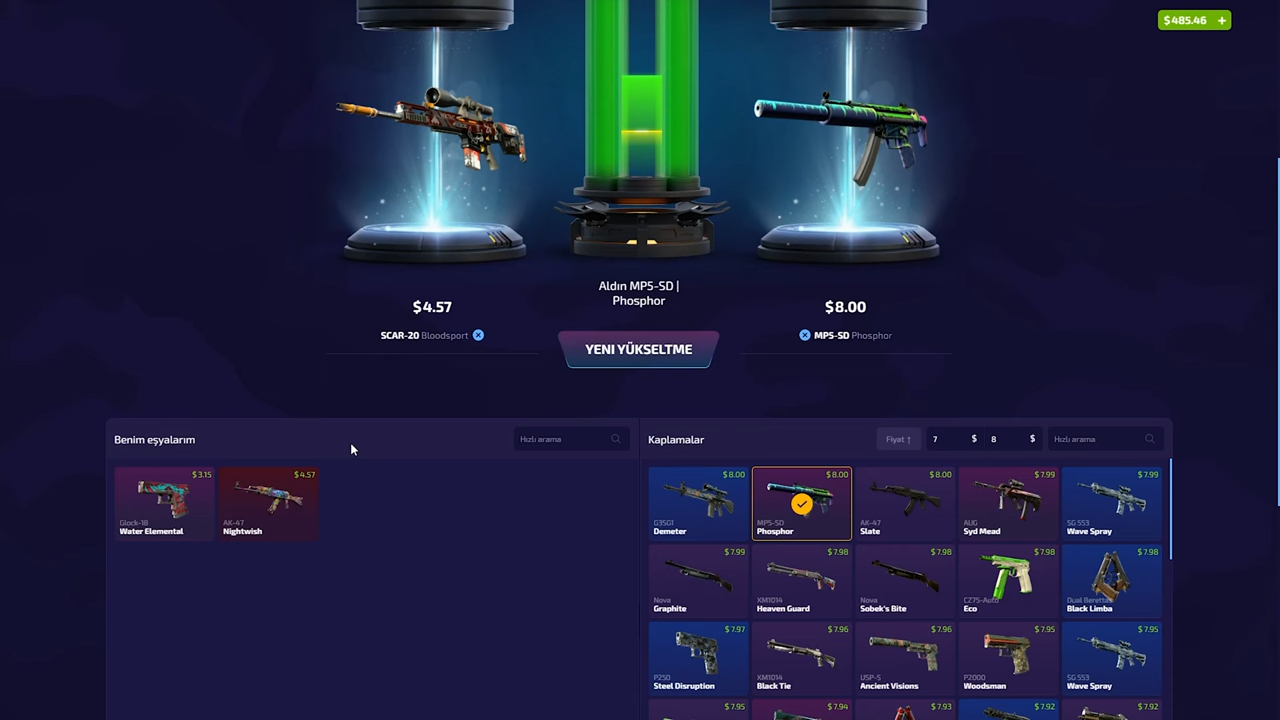 $485.46 +
Aldın MP5-SD |
Phosphor
$4.57
$8.00
SCAR-20 Bloodsport
MP5-SD Phosphor
YENİ YÜKSELTME
Benim eşyalarım
Hızlı arama
Kaplamalar
Fiyat ↑
7 $
8 $
Hızlı arama
$3.15
Glock-18
Water Elemental
$4.57
AK-47
Nightwish
$8.00
G3SG1
Demeter
$8.00
MP5-SD
Phosphor
$8.00
AK-47
Slate
$7.99
AUG
Syd Mead
$7.99
SG 553
Wave Spray
$7.99
Nova
Graphite
$7.98
XM1014
Heaven Guard
$7.98
Nova
Sobek's Bite
$7.98
CZ75-Auto
Eco
$7.98
Dual Berettas
Black Limba
$7.97
P250
Steel Disruption
$7.96
XM1014
Black Tie
$7.96
USP-S
Ancient Visions
$7.95
P2000
Woodsman
$7.95
SG 553
Wave Spray
$7.95
$7.94
$7.93
$7.92
$7.92